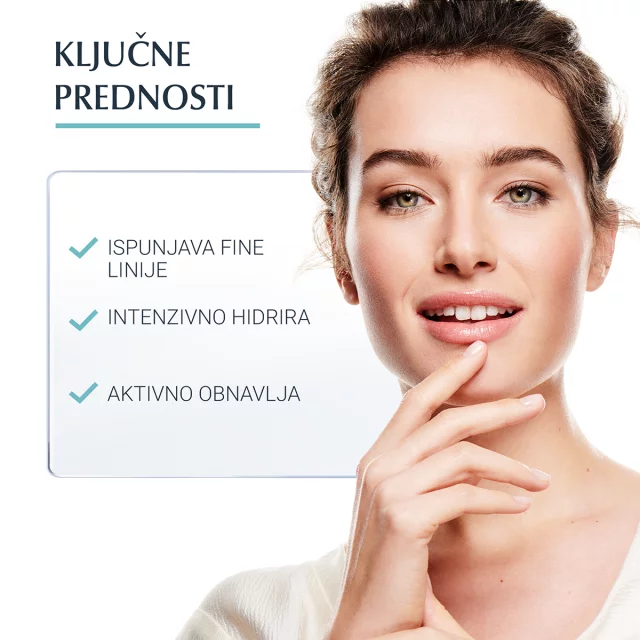 KLJUČNE
PREDNOSTI
ISPUNJAVA FINE
LINIJE
INTENZIVNO HIDRIRA
AKTIVNO OBNAVLJA